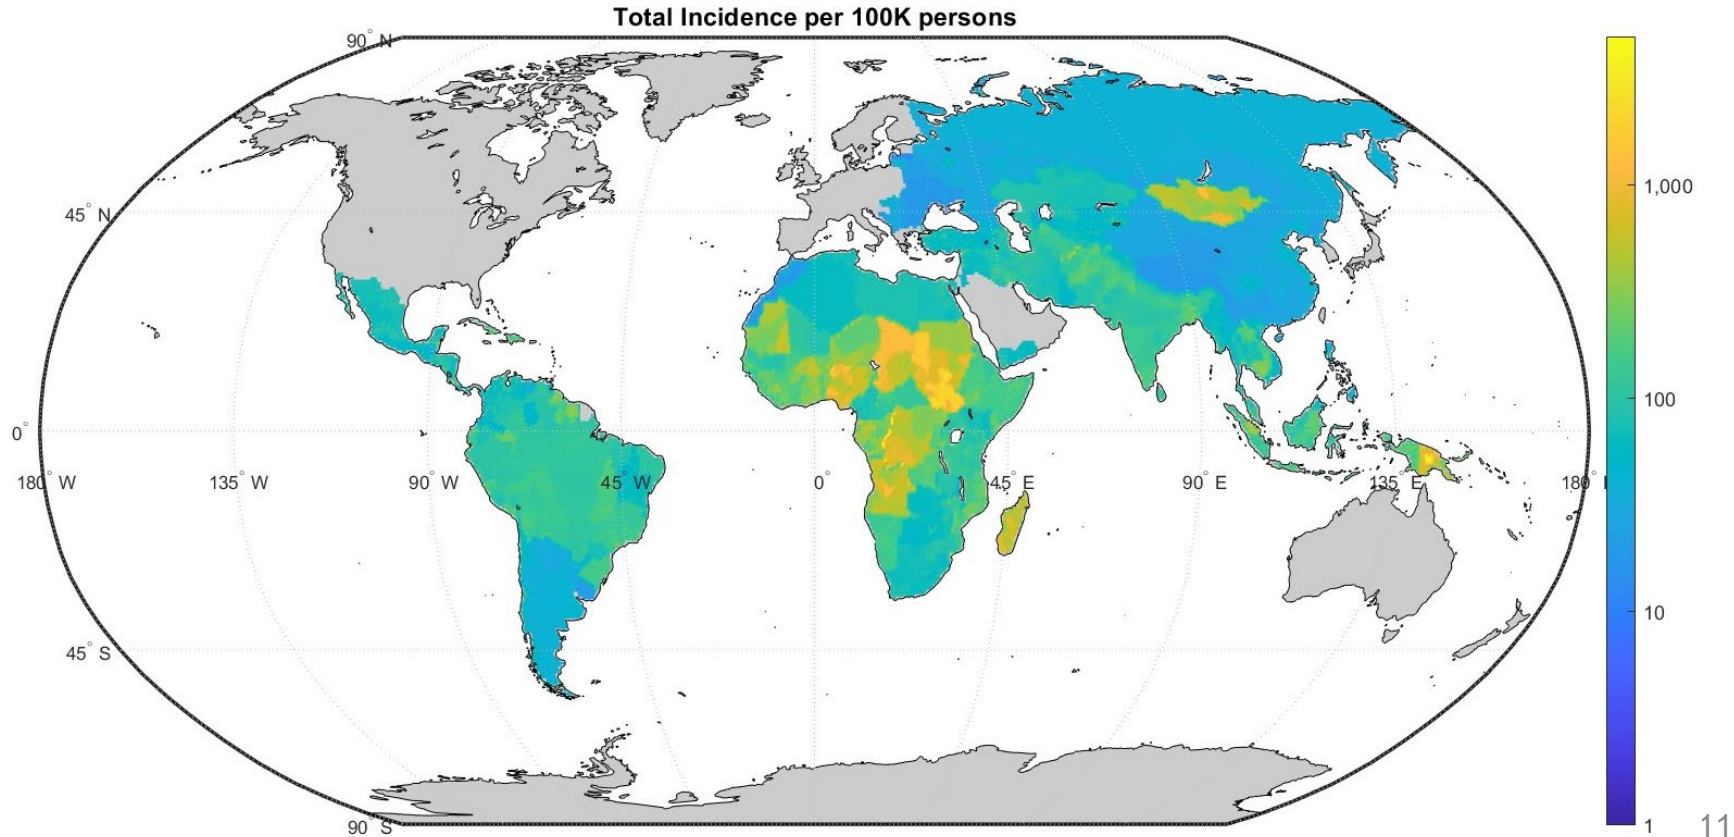 Total Incidence per 100K persons
90° N
45° N
0°
180° W
135° W
90° W
45° W
0°
45° E
90° E
135° E
180°
45° S
90° S
1,000
100
10
1
11